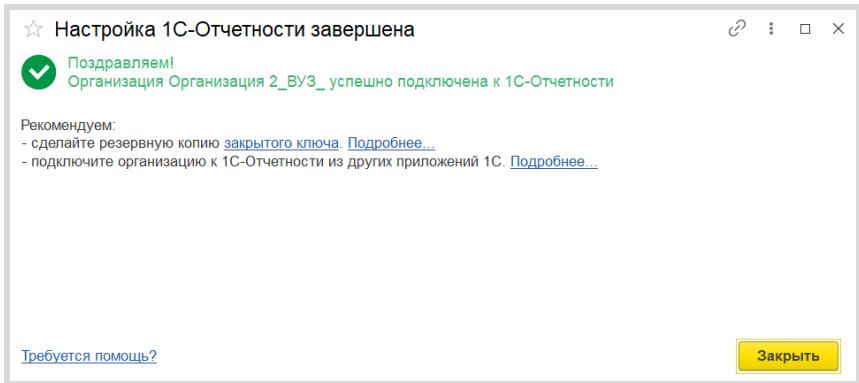 Настройка 1С-Отчетности завершена
Поздравляем!
Организация Организация 2_ВУЗ_ успешно подключена к 1С-Отчетности
Рекомендуем:
- сделайте резервную копию закрытого ключа. Подробнее...
- подключите организацию к 1С-Отчетности из других приложений 1С. Подробнее...
Требуется помощь?
Закрыть